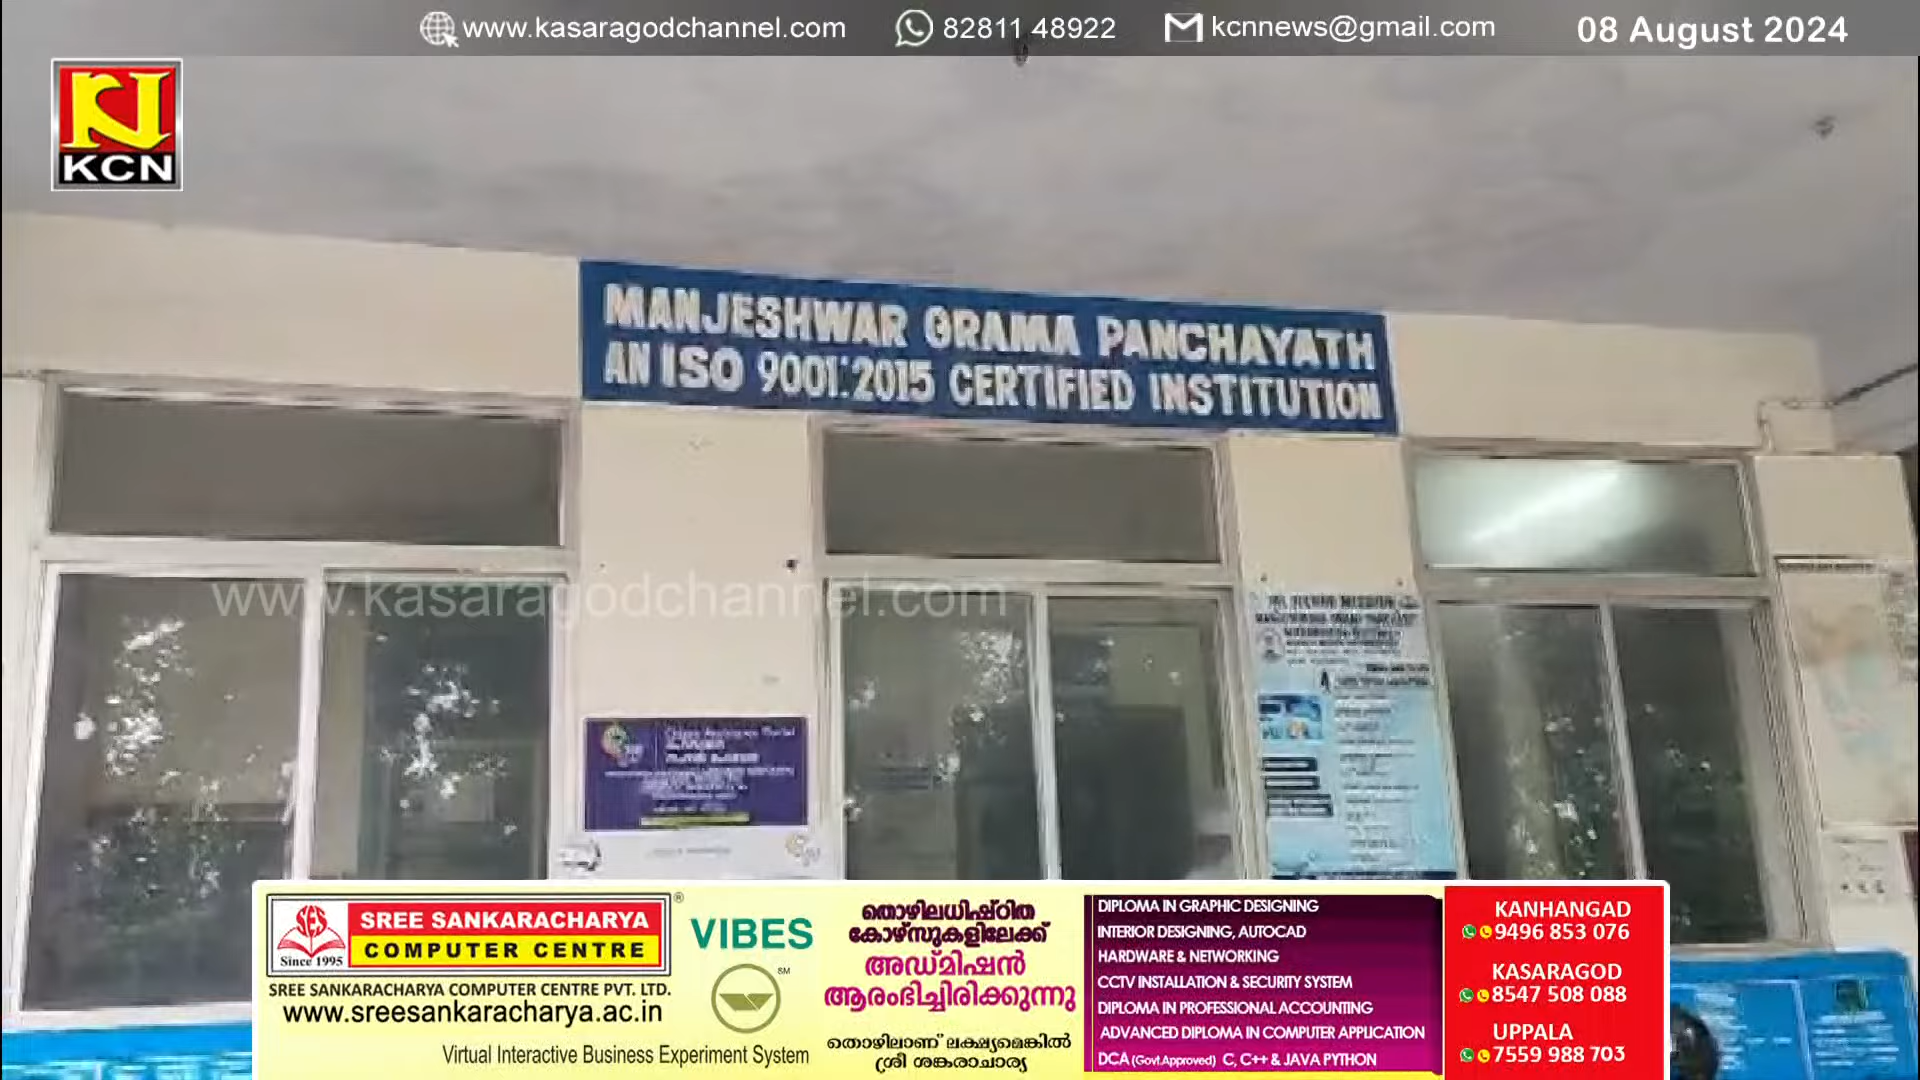 www.kasaragodchannel.com
82811 48922
kcnnews@gmail.com
08 August 2024
KCN
MANJESHWAR GRAMA PANCHAYATH
AN ISO 9001:2015 CERTIFIED INSTITUTION
www.kasaragodchannel.com
SES
Since 1995
SREE SANKARACHARYA
COMPUTER CENTRE
®
SREE SANKARACHARYA COMPUTER CENTRE PVT. LTD.
www.sreesankaracharya.ac.in
VIBES
SM
Virtual Interactive Business Experiment System
തൊഴിലധിഷ്ഠിത
കോഴ്സുകളിലേക്ക്
അഡ്മിഷൻ
ആരംഭിച്ചിരിക്കുന്നു
തൊഴിലാണ് ലക്ഷ്യമെങ്കിൽ
ശ്രീ ശങ്കരാചാര്യ
DIPLOMA IN GRAPHIC DESIGNING
INTERIOR DESIGNING, AUTOCAD
HARDWARE & NETWORKING
CCTV INSTALLATION & SECURITY SYSTEM
DIPLOMA IN PROFESSIONAL ACCOUNTING
ADVANCED DIPLOMA IN COMPUTER APPLICATION
DCA (Govt.Approved) C, C++ & JAVA PYTHON
KANHANGAD
9496 853 076
KASARAGOD
8547 508 088
UPPALA
7559 988 703